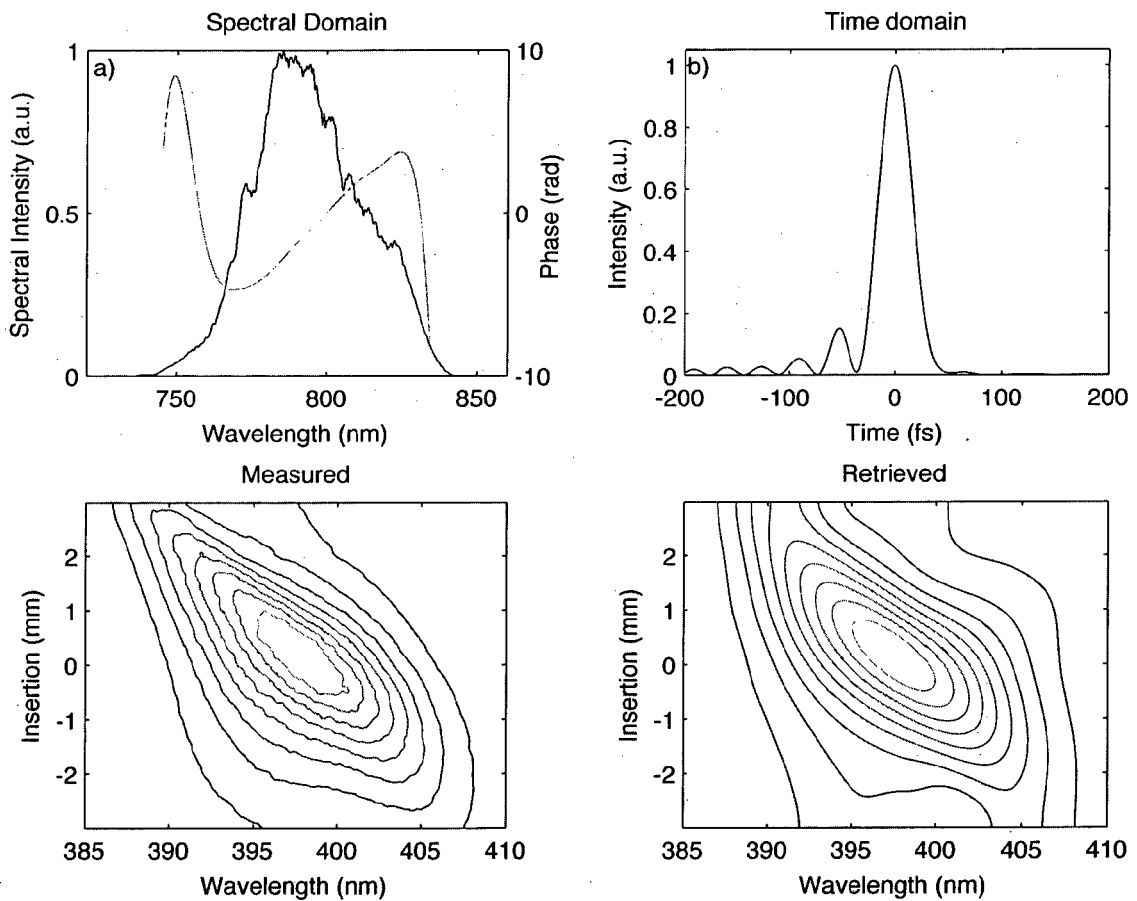 Spectral Domain
Time domain
a)
b)
1
0.5
0
10
0
-10
Spectral Intensity (a.u.)
Phase (rad)
750
800
850
Wavelength (nm)
1
0.8
0.6
0.4
0.2
0
Intensity (a.u.)
-200
-100
0
100
200
Time (fs)
Measured
Retrieved
2
1
0
-1
-2
Insertion (mm)
385
390
395
400
405
410
Wavelength (nm)
2
1
0
-1
-2
Insertion (mm)
385
390
395
400
405
410
Wavelength (nm)